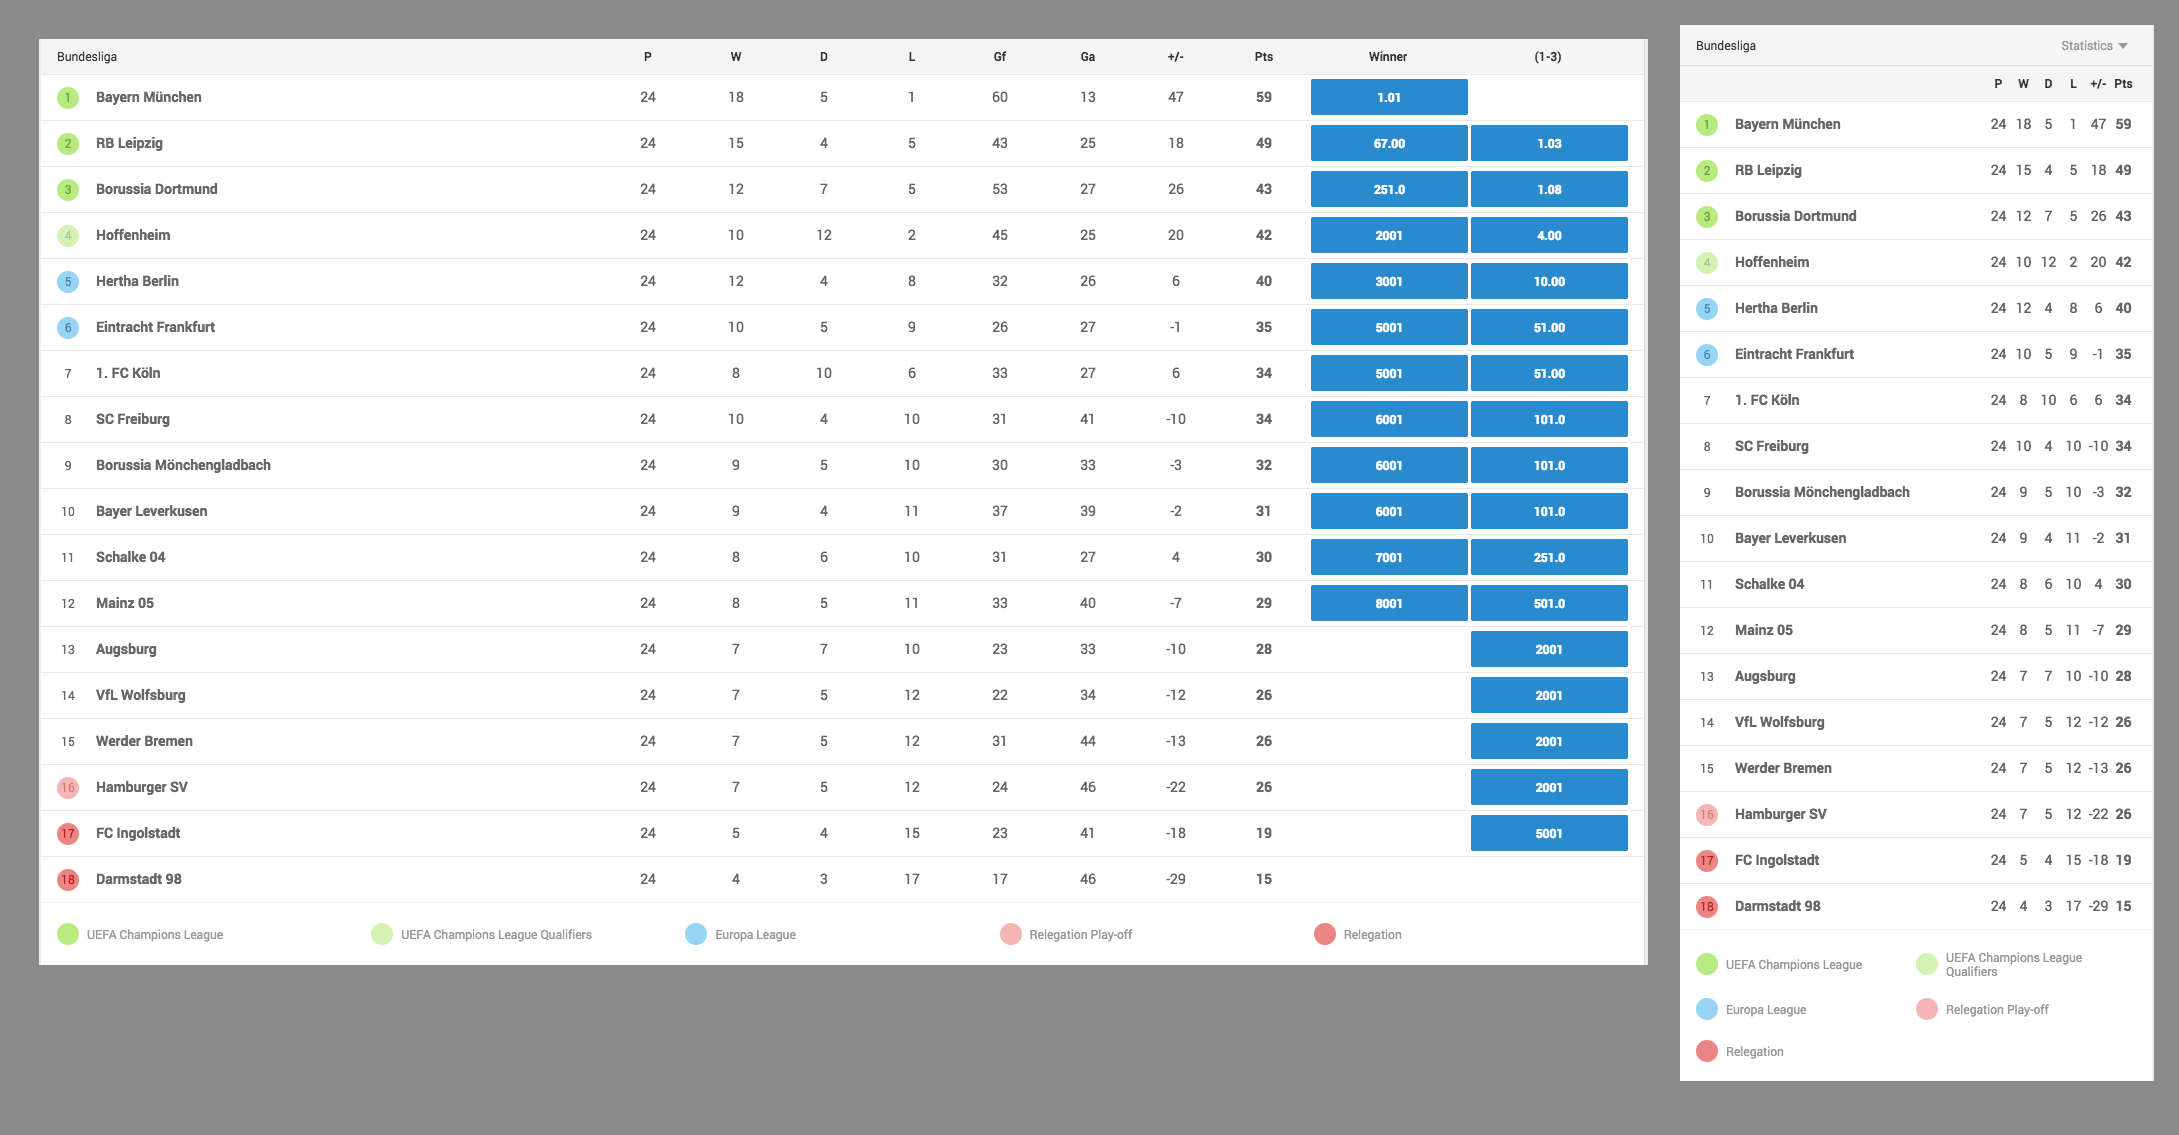 Bundesliga P W D L Gf Ga +/- Pts Winner (1-3)
1 Bayern München 24 18 5 1 60 13 47 59 1.01
2 RB Leipzig 24 15 4 5 43 25 18 49 67.00 1.03
3 Borussia Dortmund 24 12 7 5 53 27 26 43 251.0 1.08
4 Hoffenheim 24 10 12 2 45 25 20 42 2001 4.00
5 Hertha Berlin 24 12 4 8 32 26 6 40 3001 10.00
6 Eintracht Frankfurt 24 10 5 9 26 27 -1 35 5001 51.00
7 1. FC Köln 24 8 10 6 33 27 6 34 5001 51.00
8 SC Freiburg 24 10 4 10 31 41 -10 34 6001 101.0
9 Borussia Mönchengladbach 24 9 5 10 30 33 -3 32 6001 101.0
10 Bayer Leverkusen 24 9 4 11 37 39 -2 31 6001 101.0
11 Schalke 04 24 8 6 10 31 27 4 30 7001 251.0
12 Mainz 05 24 8 5 11 33 40 -7 29 8001 501.0
13 Augsburg 24 7 7 10 23 33 -10 28 2001
14 VfL Wolfsburg 24 7 5 12 22 34 -12 26 2001
15 Werder Bremen 24 7 5 12 31 44 -13 26 2001
16 Hamburger SV 24 7 5 12 24 46 -22 26 2001
17 FC Ingolstadt 24 5 4 15 23 41 -18 19 5001
18 Darmstadt 98 24 4 3 17 17 46 -29 15
UEFA Champions League UEFA Champions League Qualifiers Europa League Relegation Play-off Relegation
Bundesliga Statistics
P W D L +/- Pts
1 Bayern München 24 18 5 1 47 59
2 RB Leipzig 24 15 4 5 18 49
3 Borussia Dortmund 24 12 7 5 26 43
4 Hoffenheim 24 10 12 2 20 42
5 Hertha Berlin 24 12 4 8 6 40
6 Eintracht Frankfurt 24 10 5 9 -1 35
7 1. FC Köln 24 8 10 6 6 34
8 SC Freiburg 24 10 4 10 -10 34
9 Borussia Mönchengladbach 24 9 5 10 -3 32
10 Bayer Leverkusen 24 9 4 11 -2 31
11 Schalke 04 24 8 6 10 4 30
12 Mainz 05 24 8 5 11 -7 29
13 Augsburg 24 7 7 10 -10 28
14 VfL Wolfsburg 24 7 5 12 -12 26
15 Werder Bremen 24 7 5 12 -13 26
16 Hamburger SV 24 7 5 12 -22 26
17 FC Ingolstadt 24 5 4 15 -18 19
18 Darmstadt 98 24 4 3 17 -29 15
UEFA Champions League
UEFA Champions League
Qualifiers
Europa League Relegation Play-off
Relegation